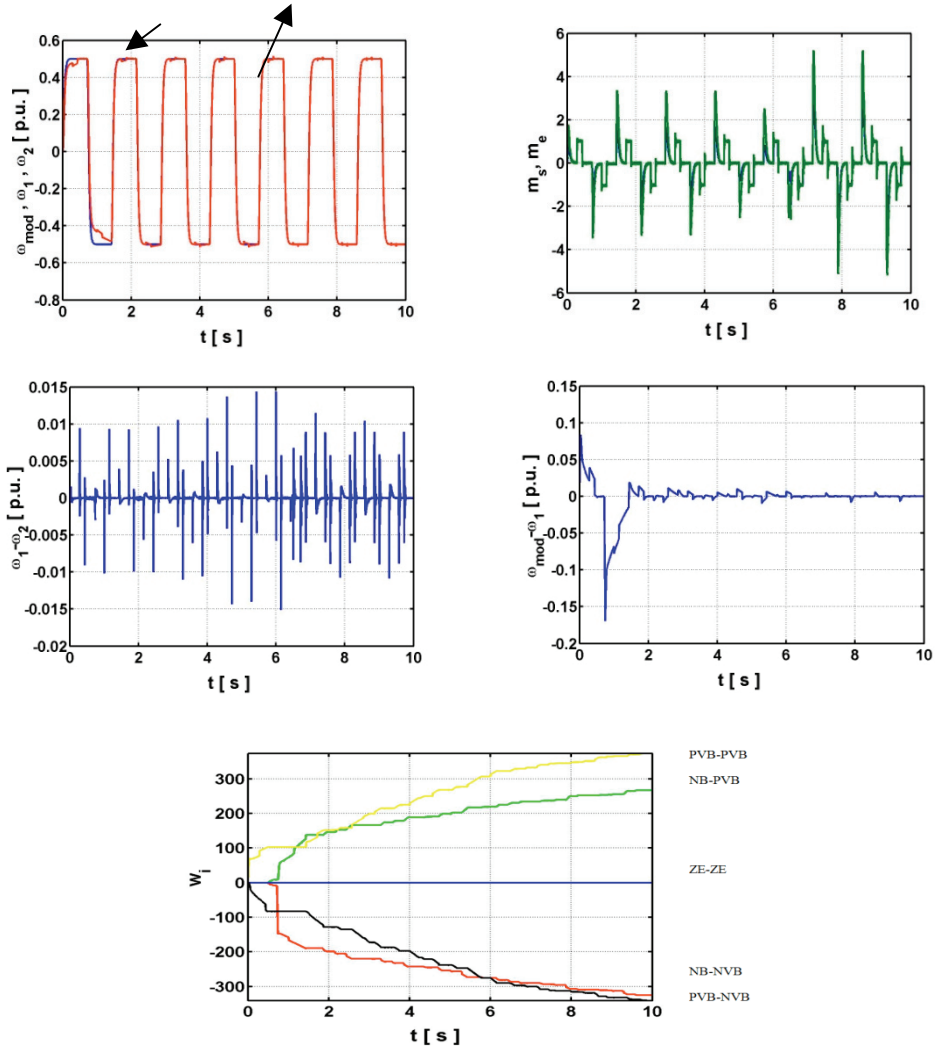 0.6
0.4
0.2
0
-0.2
-0.4
-0.6
-0.8
0 2 4 6 8 10
t [ s ]
ω_mod , ω_1 , ω_2 [ p.u. ]
6
4
2
0
-2
-4
-6
0 2 4 6 8 10
t [ s ]
m_s, m_e
0.015
0.01
0.005
0
-0.005
-0.01
-0.015
-0.02
0 2 4 6 8 10
t [ s ]
ω_1-ω_2 [ p.u. ]
0.15
0.1
0.05
0
-0.05
-0.1
-0.15
-0.2
0 2 4 6 8 10
t [ s ]
ω_mod-ω_1 [ p.u. ]
300
200
100
0
-100
-200
-300
0 2 4 6 8 10
t [ s ]
w_i
PVB-PVB
NB-PVB
ZE-ZE
NB-NVB
PVB-NVB